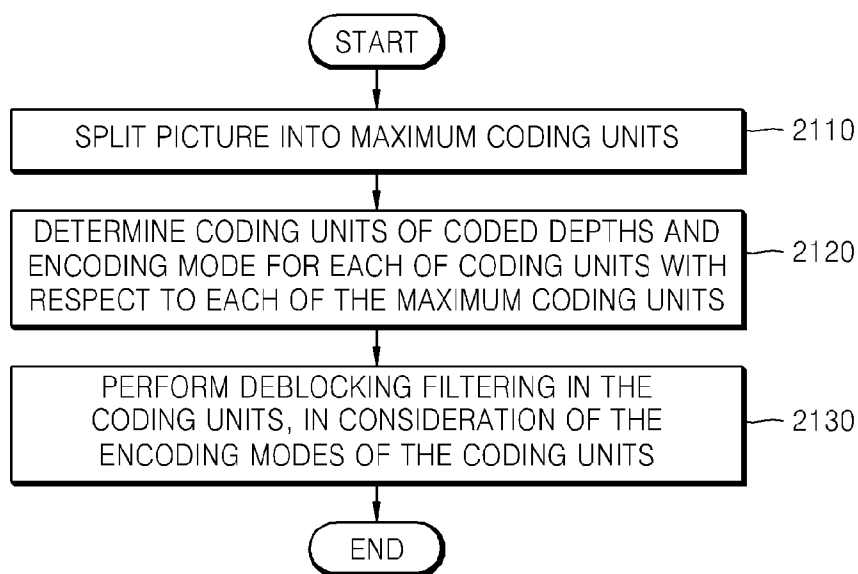 START
SPLIT PICTURE INTO MAXIMUM CODING UNITS
2110
DETERMINE CODING UNITS OF CODED DEPTHS AND
ENCODING MODE FOR EACH OF CODING UNITS WITH
RESPECT TO EACH OF THE MAXIMUM CODING UNITS
2120
PERFORM DEBLOCKING FILTERING IN THE
CODING UNITS, IN CONSIDERATION OF THE
ENCODING MODES OF THE CODING UNITS
2130
END